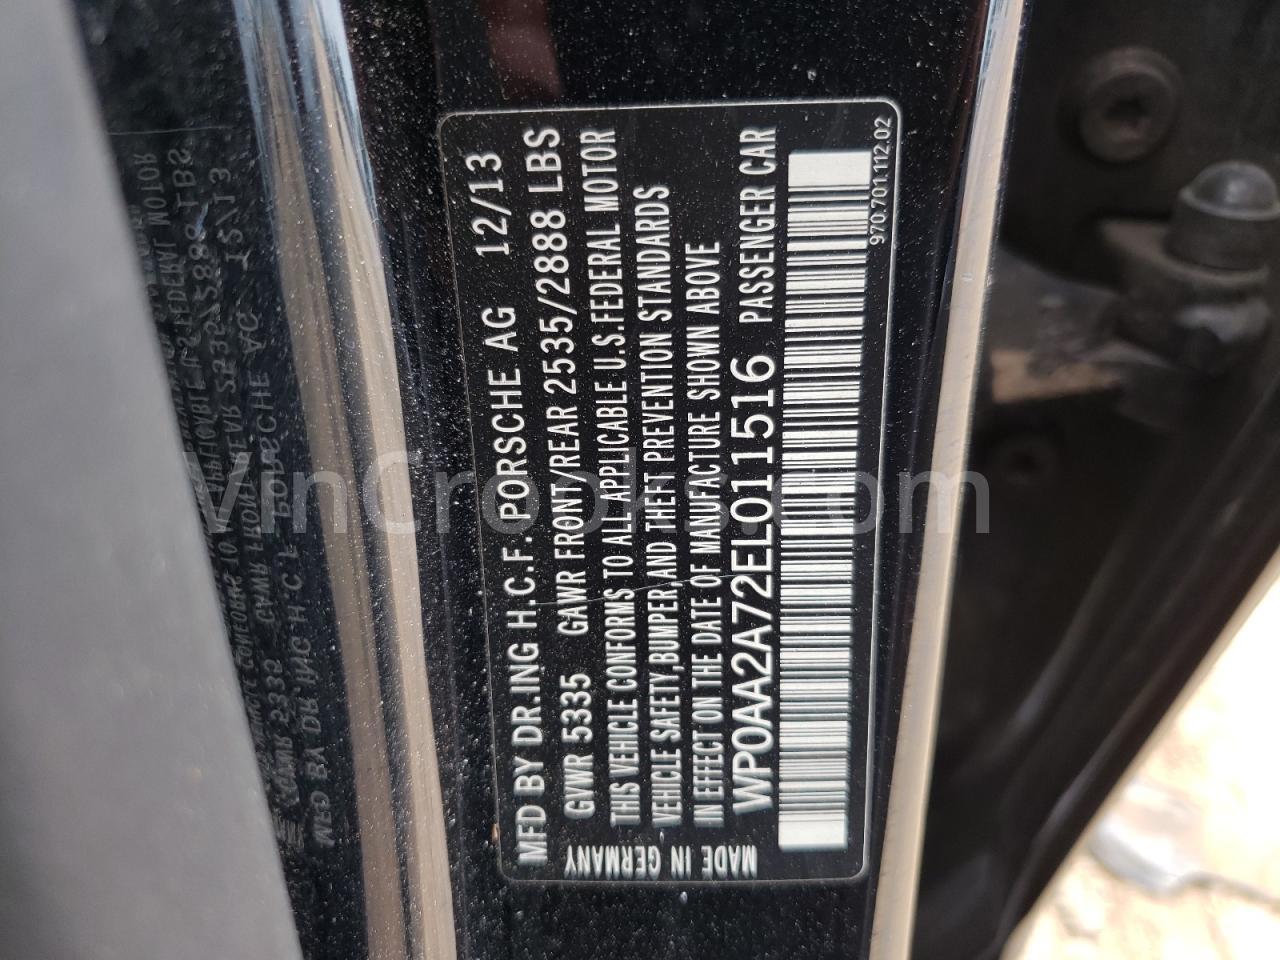 MFD BY DR.ING H.C.F. PORSCHE AG 12/13
GVWR 5335 GAWR FRONT/REAR 2535/2888 LBS
THIS VEHICLE CONFORMS TO ALL APPLICABLE U.S.FEDERAL MOTOR
VEHICLE SAFETY,BUMPER,AND THEFT PREVENTION STANDARDS
IN EFFECT ON THE DATE OF MANUFACTURE SHOWN ABOVE
WP0AA2A72EL011516 PASSENGER CAR
MADE IN GERMANY
970.701.112.02
VinCrooks.com